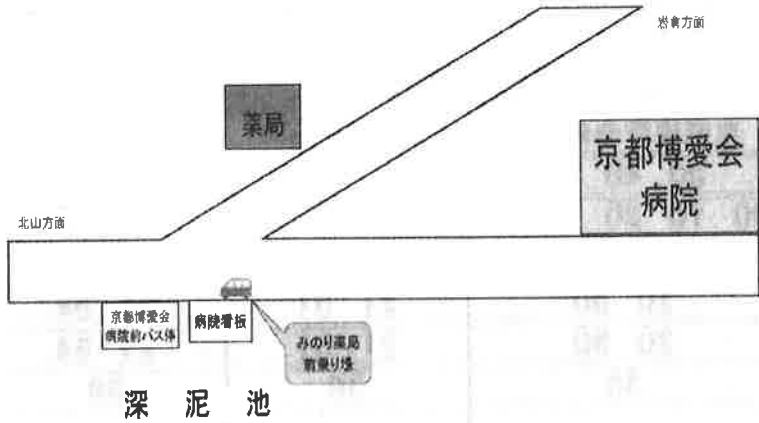 岩倉方面
薬局
京都博愛会
病院
北山方面
京都博愛会
病院前バス停
病院看板
みのり薬局
前乗り場
深泥池